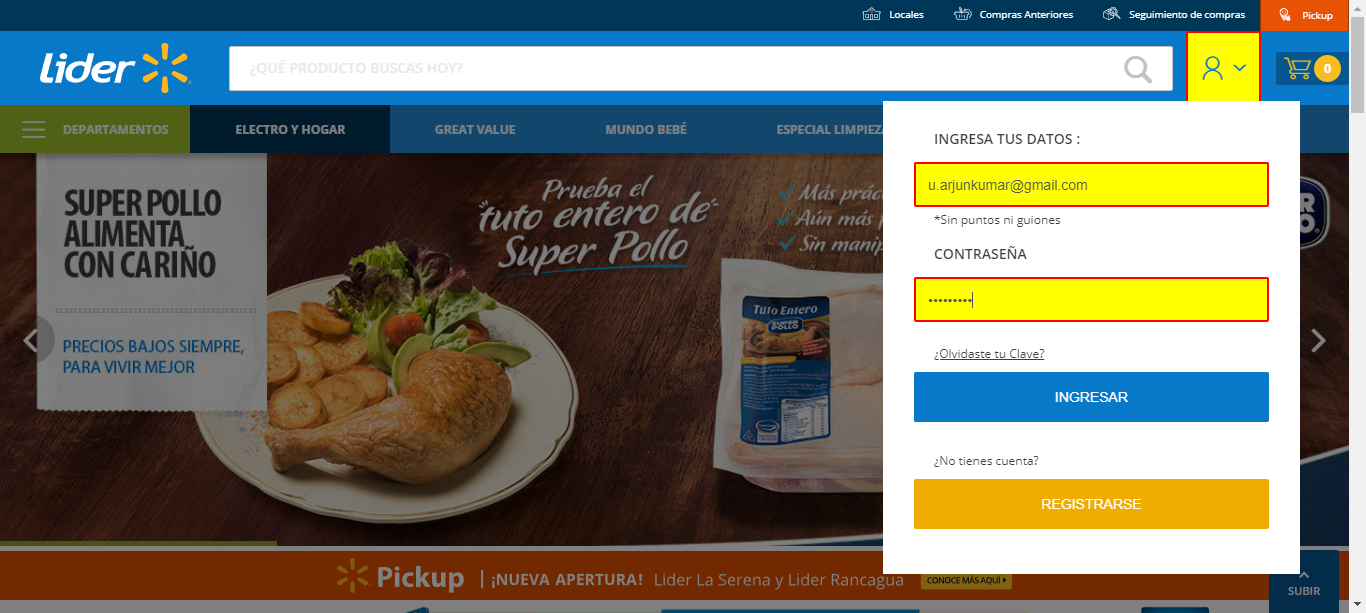 Locales
Compras Anteriores
Seguimiento de compras
Pickup
Lider
¿QUÉ PRODUCTO BUSCAS HOY?
0
DEPARTAMENTOS
ELECTRO Y HOGAR
GREAT VALUE
MUNDO BEBÉ
ESPECIAL LIMPIEZA
SUPER POLLO
ALIMENTA
CON CARIÑO
PRECIOS BAJOS SIEMPRE,
PARA VIVIR MEJOR
Prueba el
tuto entero de
Super Pollo
Más
Aún más
Sin
Tuto Entero
SUPER
POLLO
INGRESA TUS DATOS :
u.arjunkumar@gmail.com
*Sin puntos ni guiones
CONTRASEÑA
•••••••••
¿Olvidaste tu Clave?
INGRESAR
¿No tienes cuenta?
REGISTRARSE
Pickup | ¡NUEVA APERTURA! Lider La Serena y Lider Rancagua
CONOCE MÁS AQUÍ
SUBIR